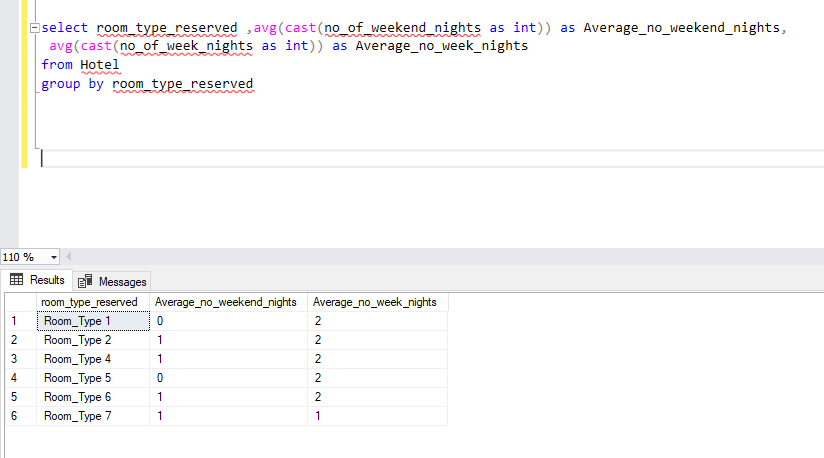 select room_type_reserved ,avg(cast(no_of_weekend_nights as int)) as Average_no_weekend_nights,
avg(cast(no_of_week_nights as int)) as Average_no_week_nights
from Hotel
group by room_type_reserved
110 %
Results Messages
room_type_reserved Average_no_weekend_nights Average_no_week_nights
1 Room_Type 1 0 2
2 Room_Type 2 1 2
3 Room_Type 4 1 2
4 Room_Type 5 0 2
5 Room_Type 6 1 2
6 Room_Type 7 1 1